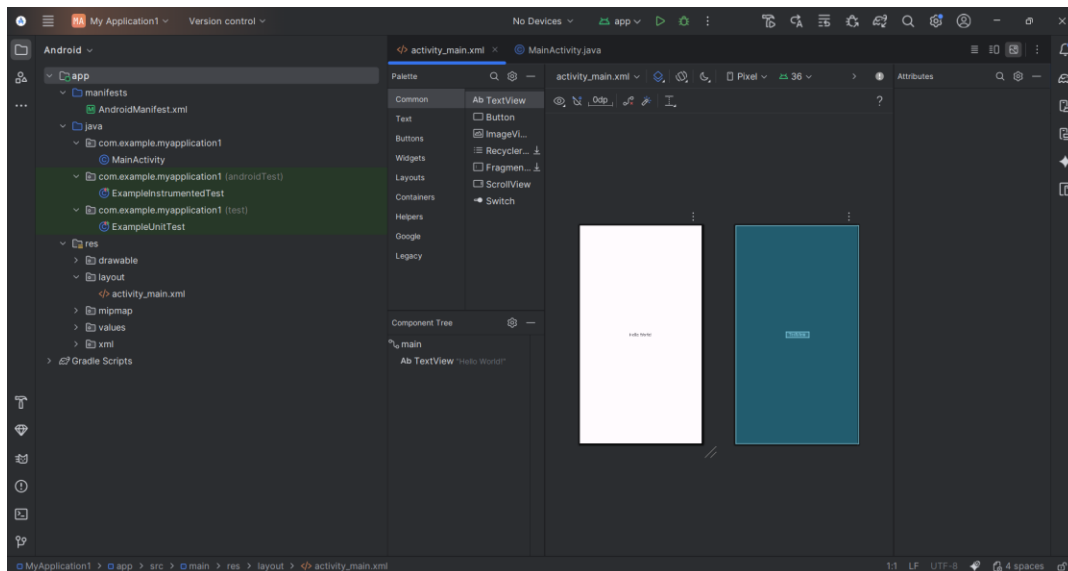 MA My Application1 Version control No Devices app
Android
app
manifests
AndroidManifest.xml
java
com.example.myapplication1
MainActivity
com.example.myapplication1 (androidTest)
ExampleInstrumentedTest
com.example.myapplication1 (test)
ExampleUnitTest
res
drawable
layout
activity_main.xml
mipmap
values
xml
Gradle Scripts
activity_main.xml MainActivity.java
Palette
Common
Text
Buttons
Widgets
Layouts
Containers
Helpers
Google
Legacy
Ab TextView
Button
ImageVi...
Recycler...
Fragmen...
ScrollView
Switch
Component Tree
main
Ab TextView "Hello World!"
activity_main.xml Pixel 36
0dp
?
Hello World!
Attributes
MyApplication1 > app > src > main > res > layout > activity_main.xml 1:1 LF UTF-8 4 spaces